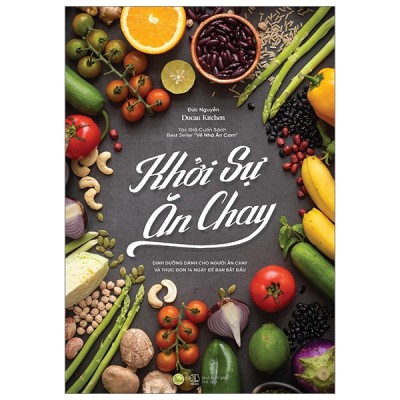 Đức Nguyễn
Ducan Kitchen
Tác Giả Cuốn Sách
Best Seller "Về Nhà Ăn Cơm"
Khởi Sự
Ăn Chay
DINH DƯỠNG DÀNH CHO NGƯỜI ĂN CHAY
VÀ THỰC ĐƠN 14 NGÀY ĐỂ BẠN BẮT ĐẦU